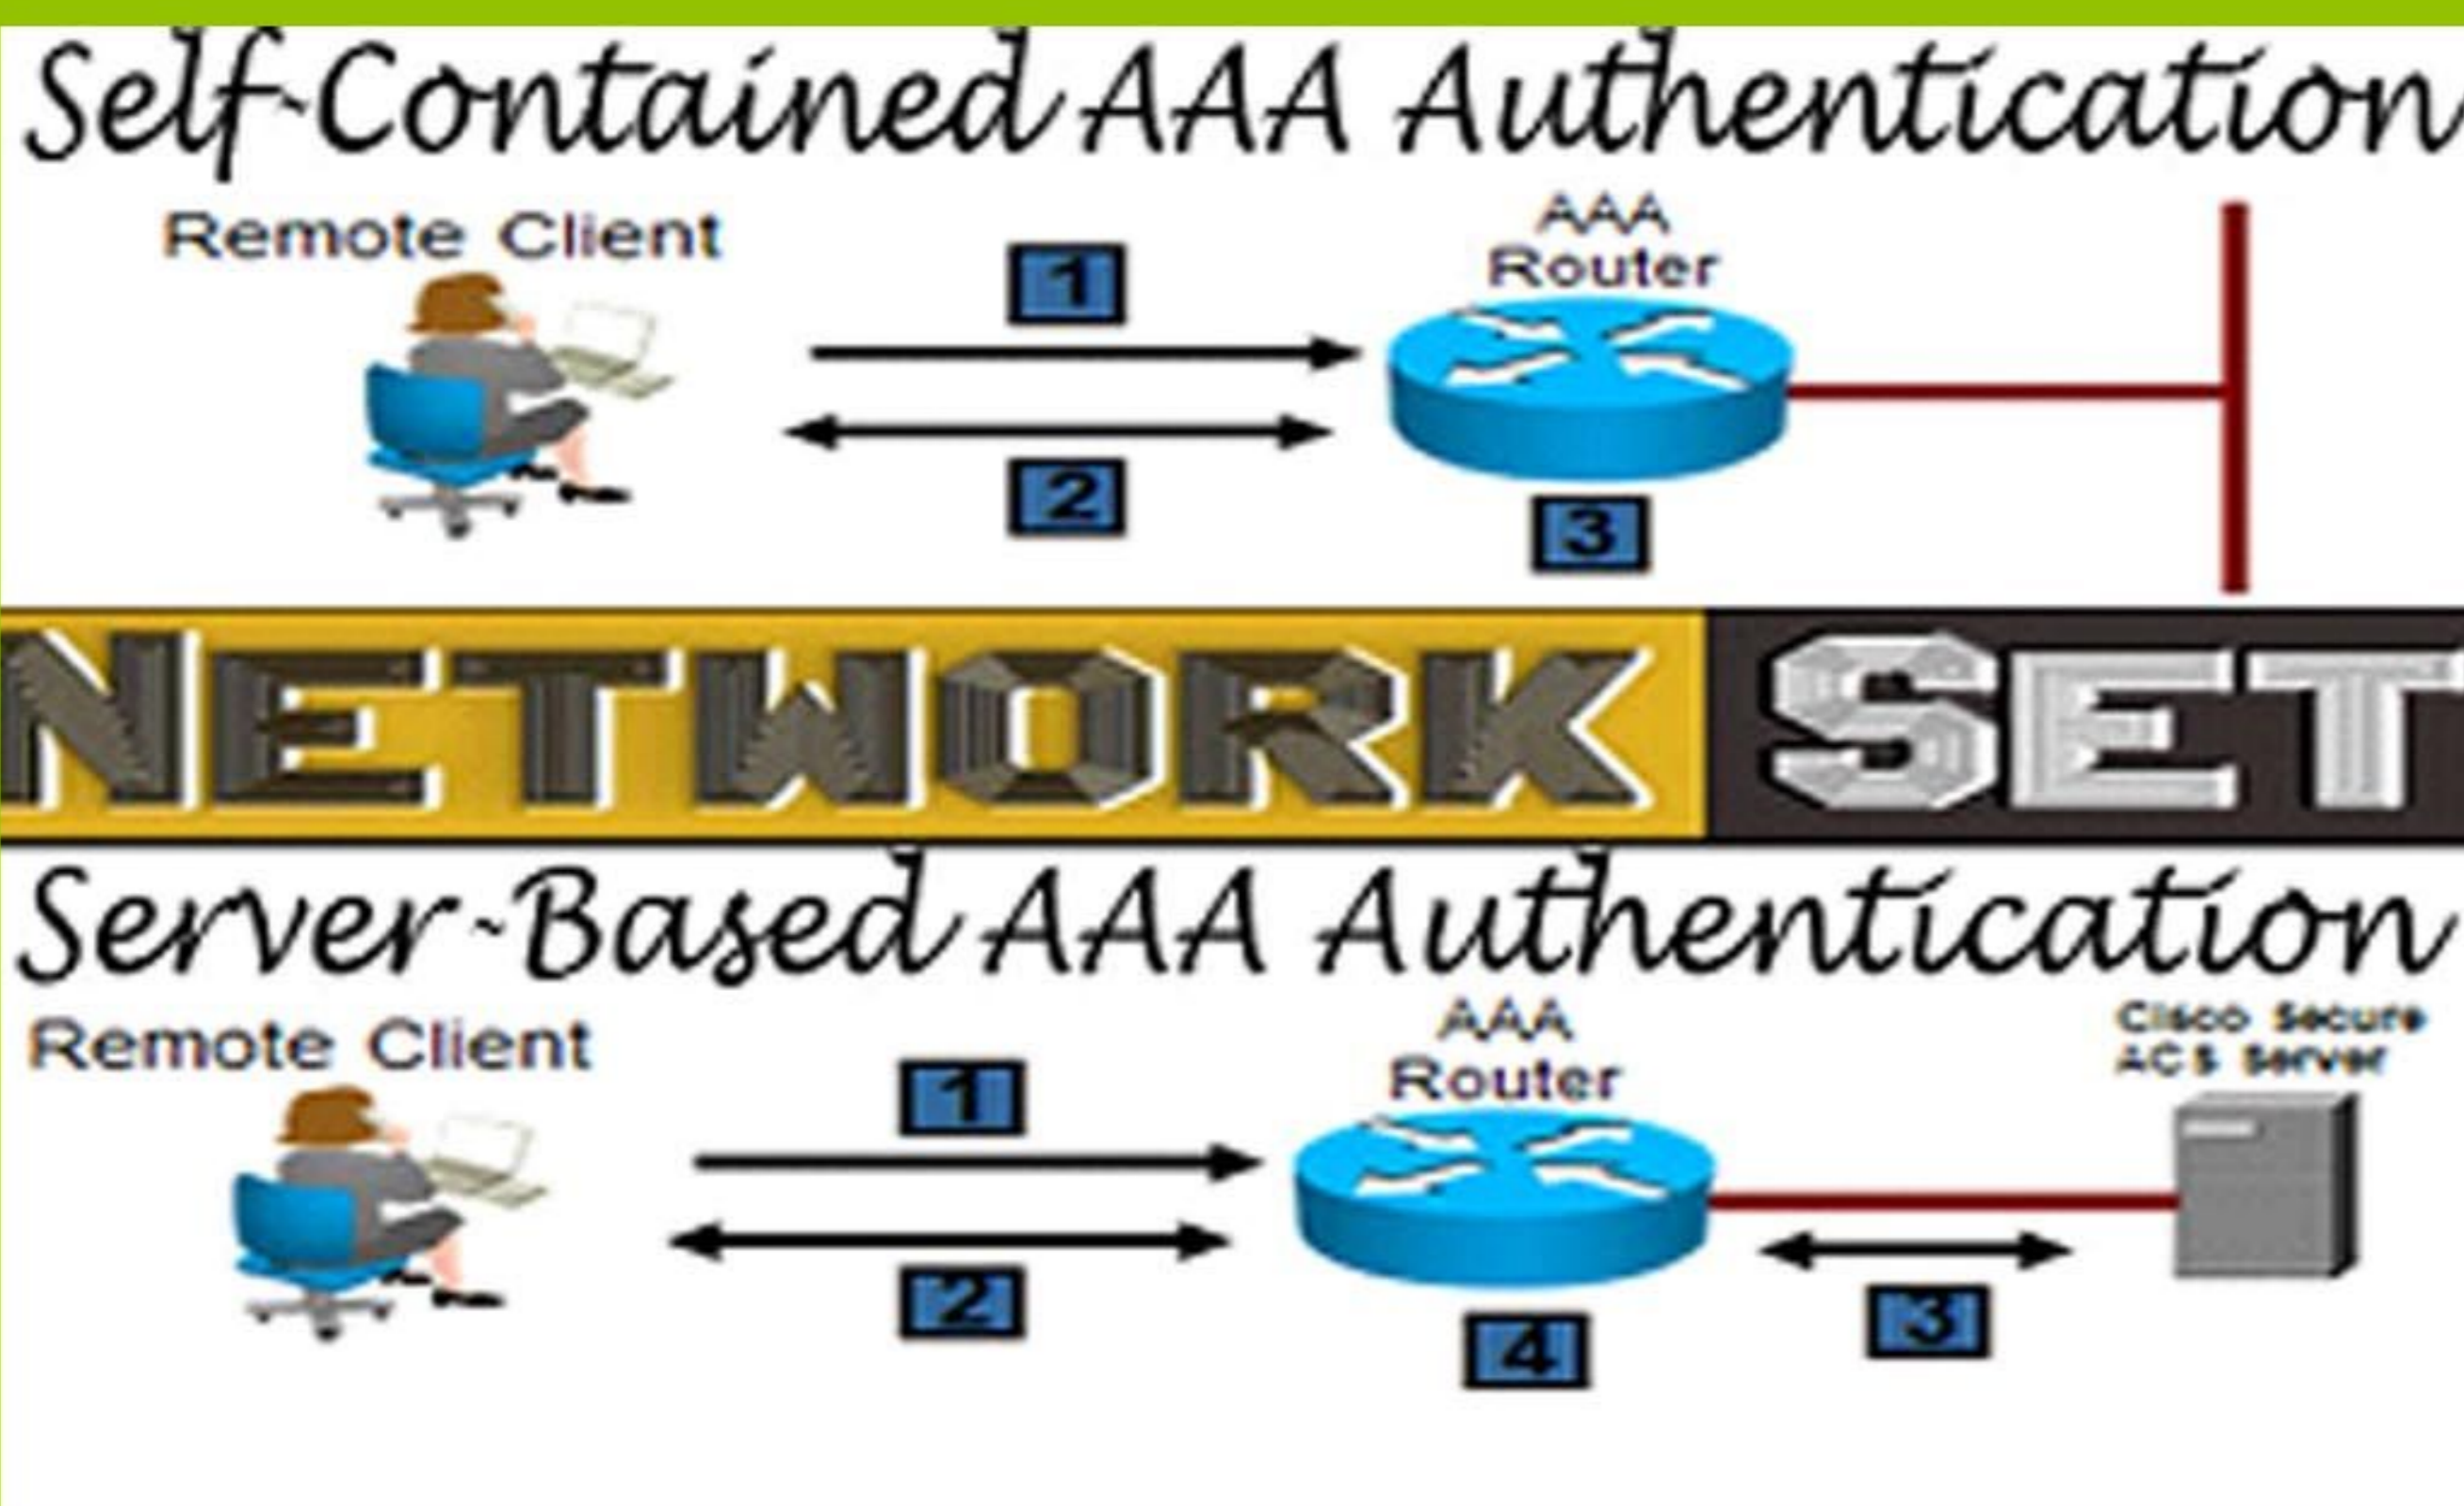 Self-Contained AAA Authentication
Remote Client
1
2
AAA
Router
3
NETWORK SET
Server-Based AAA Authentication
Remote Client
1
2
AAA
Router
4
3
Cisco Secure
ACS Server